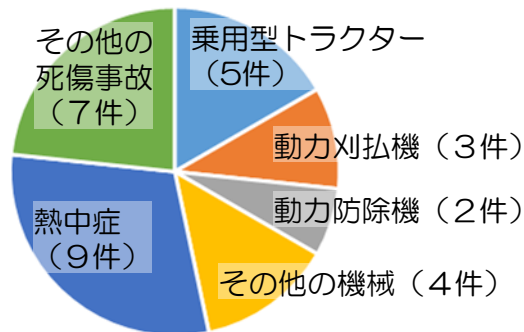 乗用型トラクター
（５件）
動力刈払機（３件）
動力防除機（２件）
その他の機械（４件）
熱中症
（９件）
その他の
死傷事故
（７件）